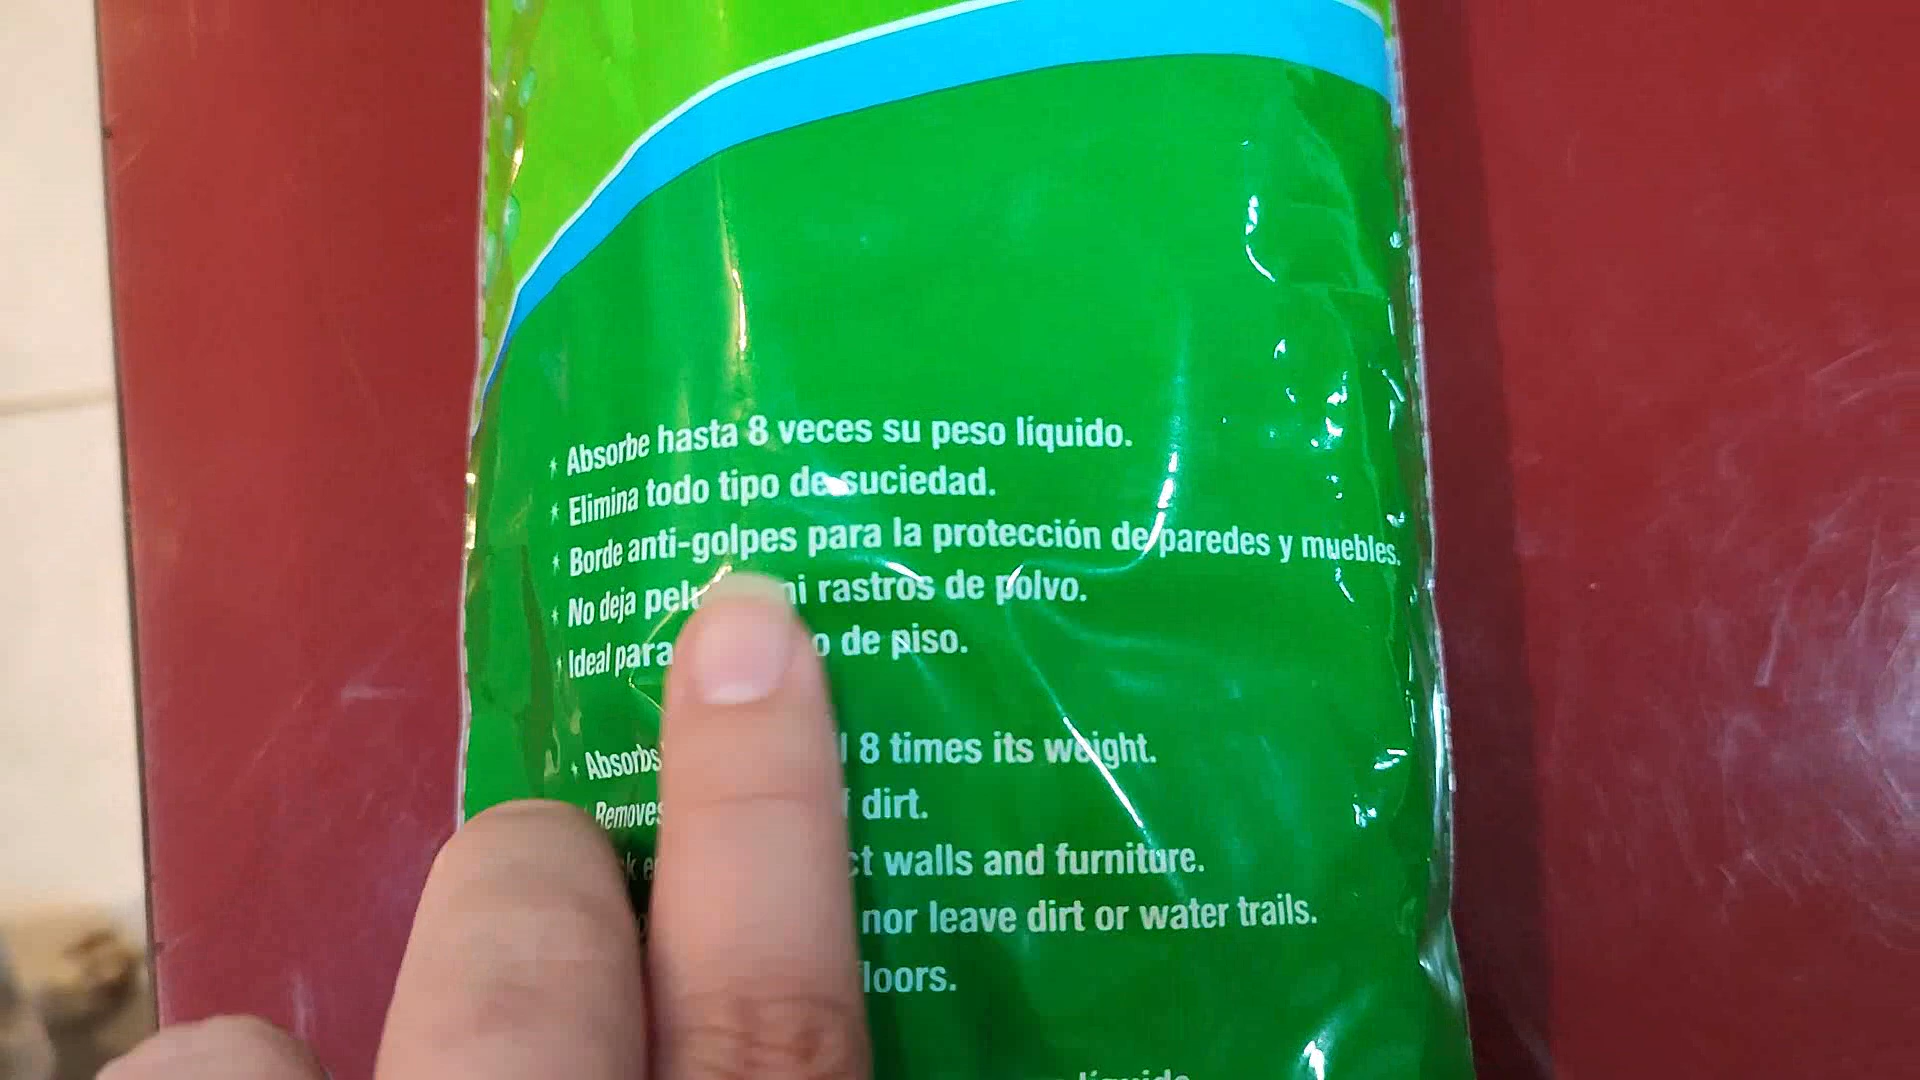 * Absorbe hasta 8 veces su peso líquido.
* Elimina todo tipo de suciedad.
* Borde anti-golpes para la protección de paredes y muebles.
* No deja ni rastros de polvo.
* Ideal para de piso.
* Absorbs 8 times its weight.
* Removes dirt.
walls and furniture.
nor leave dirt or water trails.